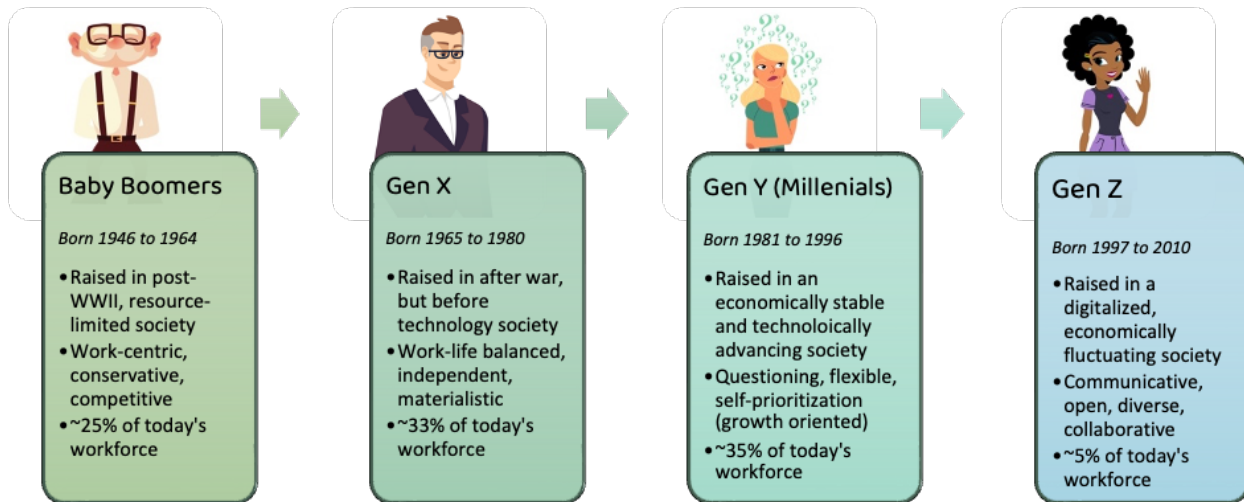 Baby Boomers
Born 1946 to 1964
•Raised in post-
WWII, resource-
limited society
•Work-centric,
conservative,
competitive
•~25% of today's
workforce
Gen X
Born 1965 to 1980
•Raised in after war,
but before
technology society
•Work-life balanced,
independent,
materialistic
•~33% of today's
workforce
Gen Y (Millenials)
Born 1981 to 1996
•Raised in an
economically stable
and technoloically
advancing society
•Questioning, flexible,
self-prioritization
(growth oriented)
•~35% of today's
workforce
Gen Z
Born 1997 to 2010
•Raised in a
digitalized,
economically
fluctuating society
•Communicative,
open, diverse,
collaborative
•~5% of today's
workforce